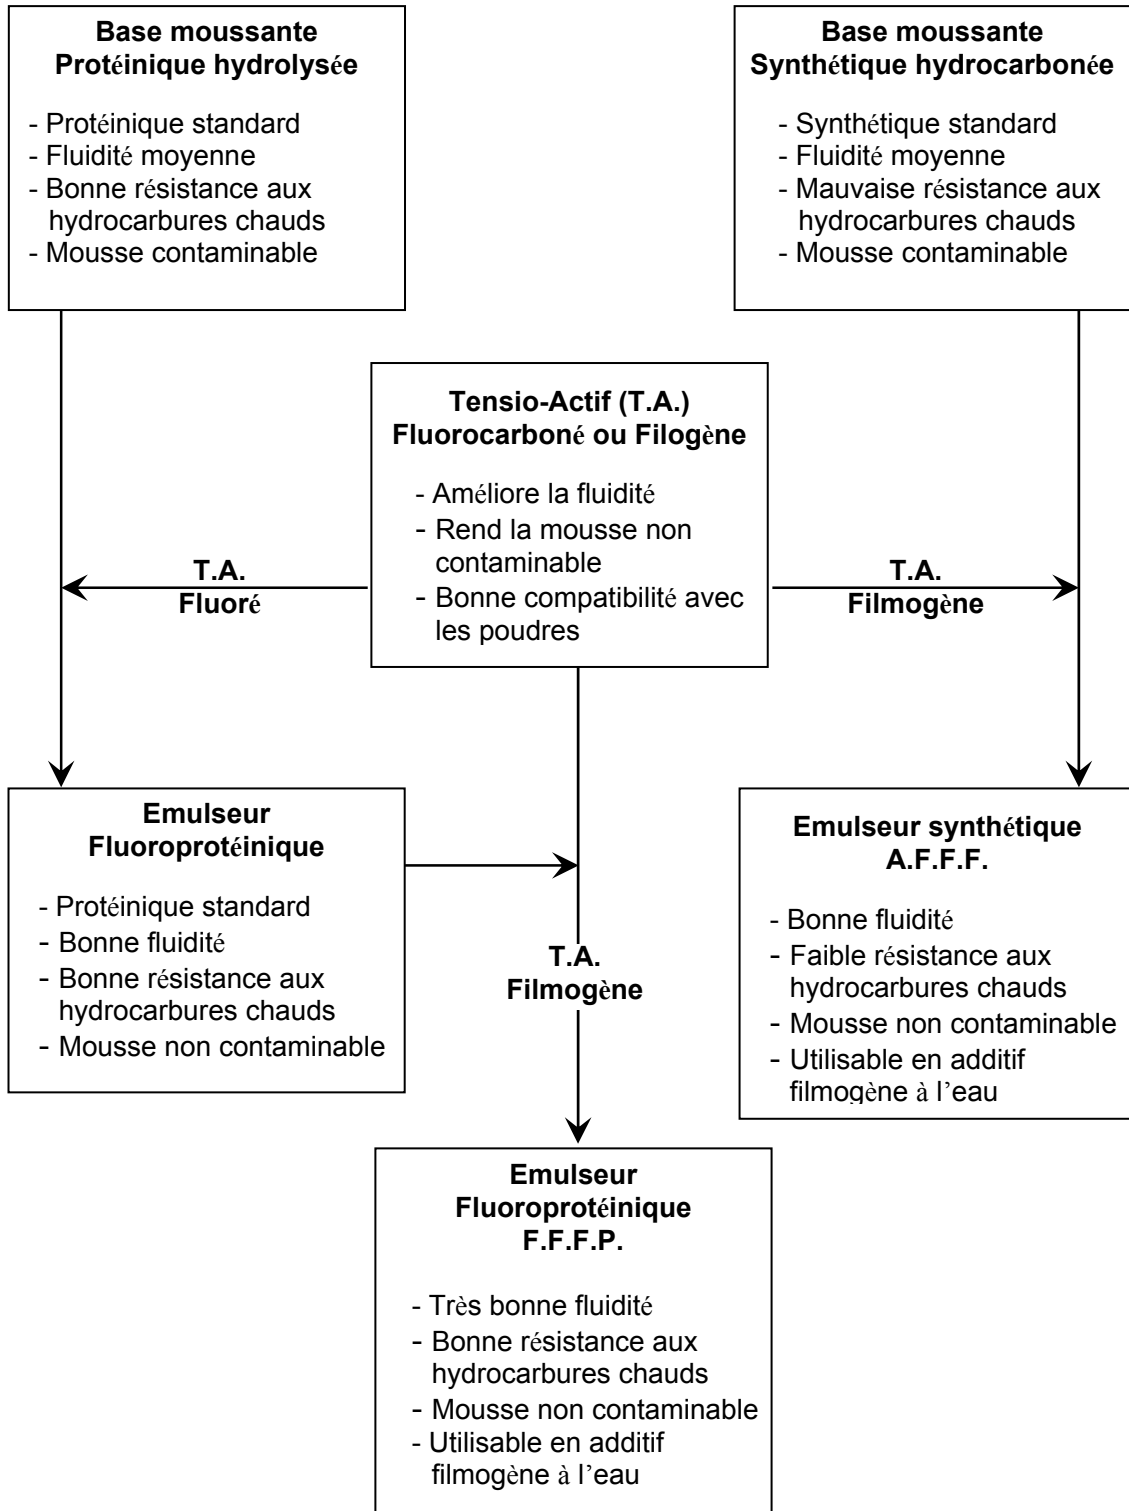 Base moussante
Protéinique hydrolysée
- Protéinique standard
- Fluidité moyenne
- Bonne résistance aux
hydrocarbures chauds
- Mousse contaminable
Base moussante
Synthétique hydrocarbonée
- Synthétique standard
- Fluidité moyenne
- Mauvaise résistance aux
hydrocarbures chauds
- Mousse contaminable
Tensio-Actif (T.A.)
Fluorocarboné ou Filogène
- Améliore la fluidité
- Rend la mousse non
contaminable
- Bonne compatibilité avec
les poudres
T.A.
Fluoré
T.A.
Filmogène
Emulseur
Fluoroprotéinique
- Protéinique standard
- Bonne fluidité
- Bonne résistance aux
hydrocarbures chauds
- Mousse non contaminable
T.A.
Filmogène
Emulseur synthétique
A.F.F.F.
- Bonne fluidité
- Faible résistance aux
hydrocarbures chauds
- Mousse non contaminable
- Utilisable en additif
filmogène à l’eau
Emulseur
Fluoroprotéinique
F.F.F.P.
- Très bonne fluidité
- Bonne résistance aux
hydrocarbures chauds
- Mousse non contaminable
- Utilisable en additif
filmogène à l’eau